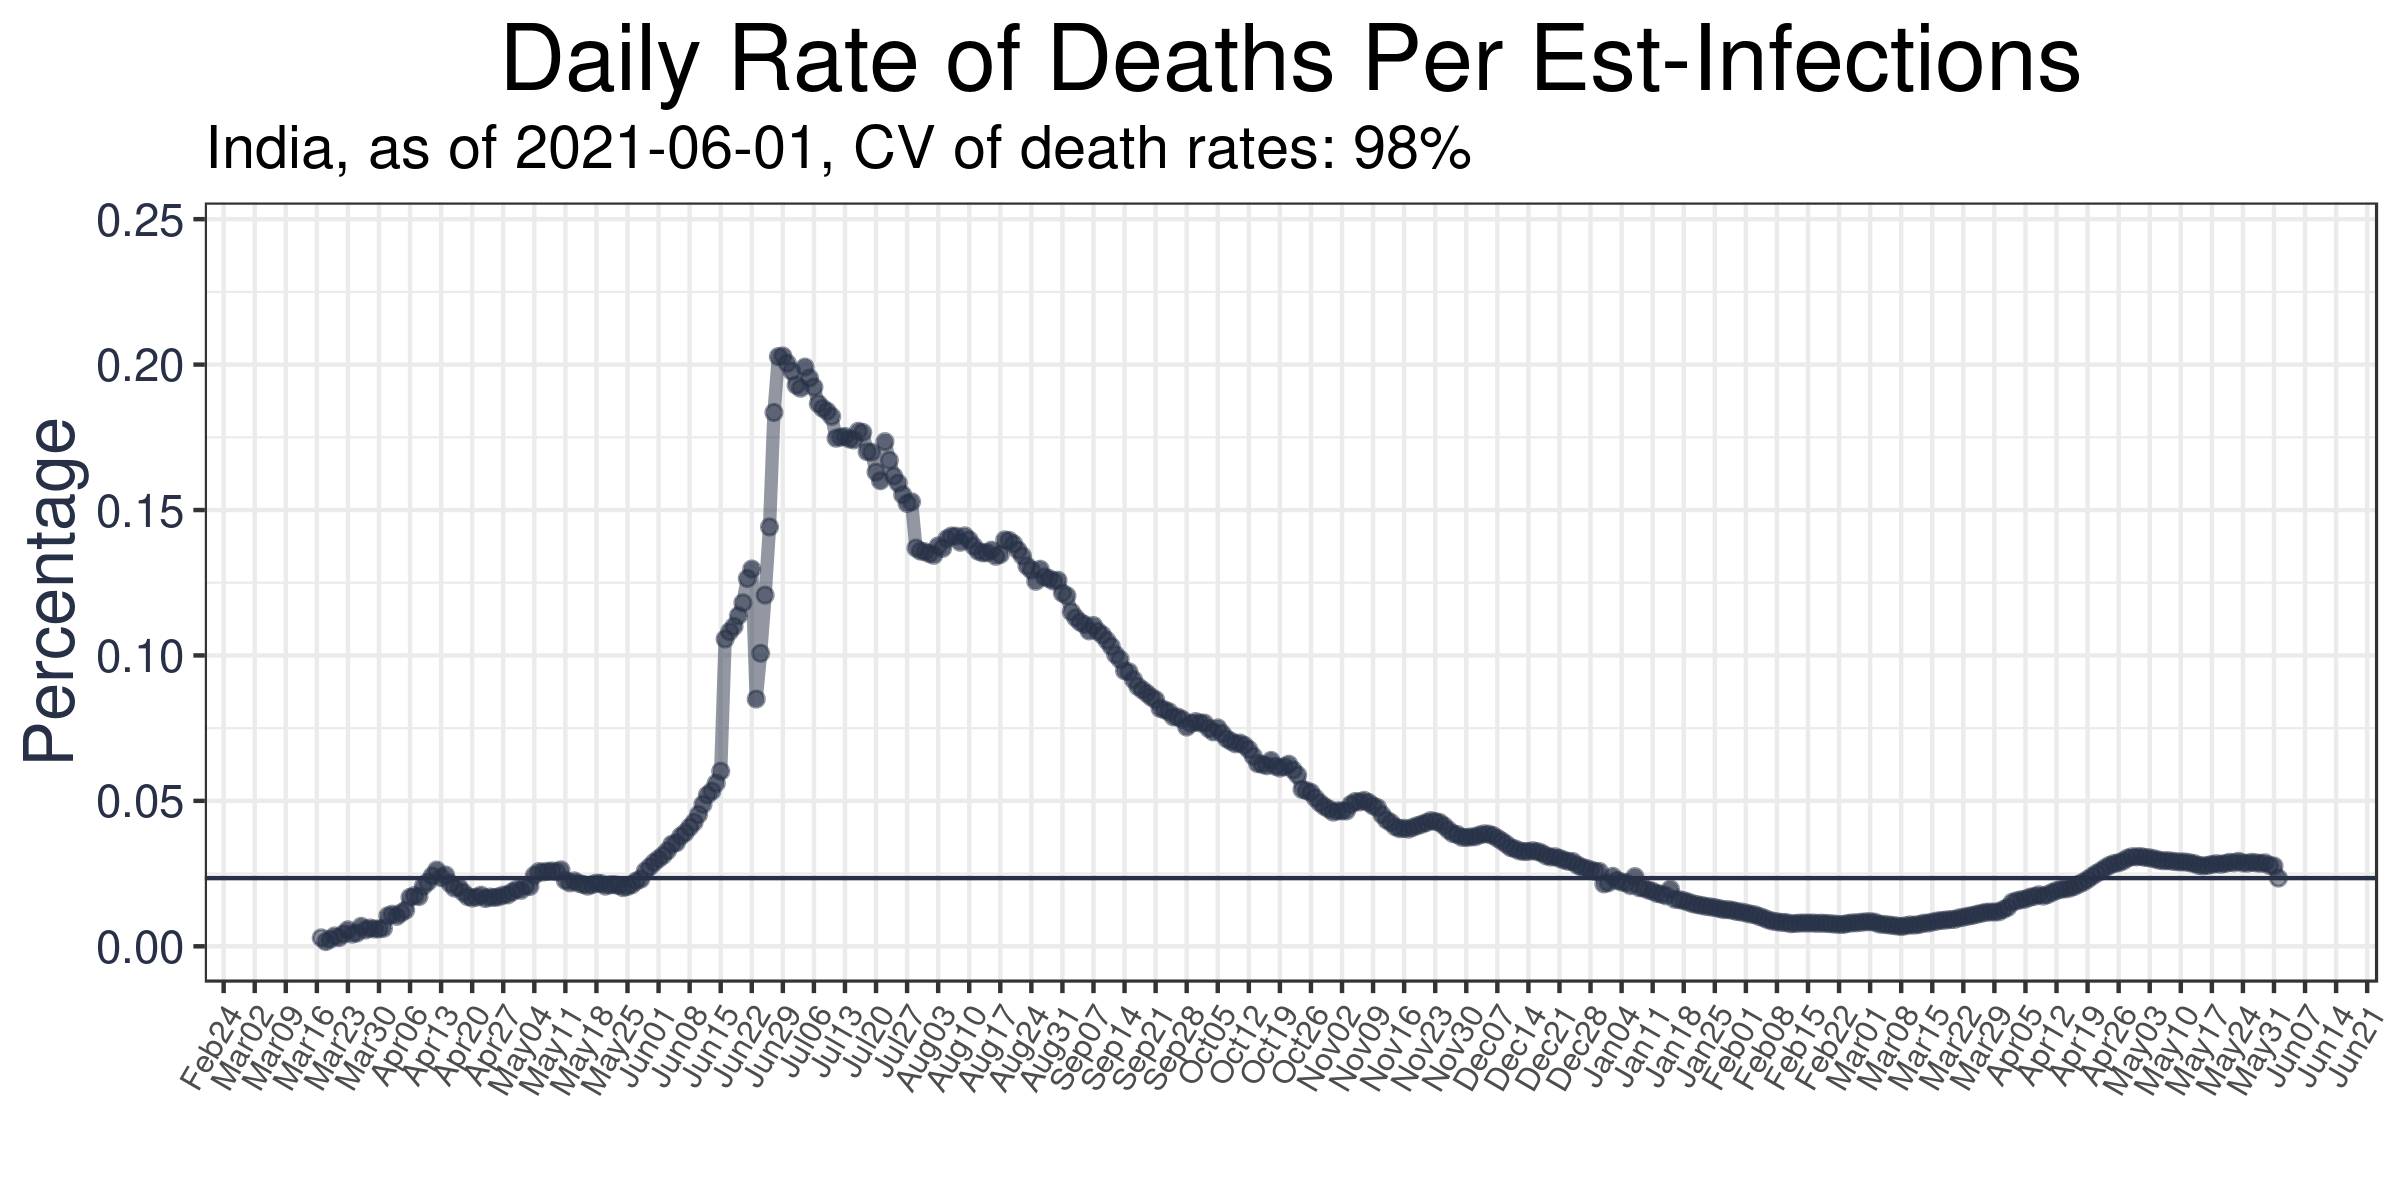 Daily Rate of Deaths Per Est-Infections
India, as of 2021-06-01, CV of death rates: 98%
Percentage
0.25
0.20
0.15
0.10
0.05
0.00
Feb24 Mar02 Mar09 Mar16 Mar23 Mar30 Apr06 Apr13 Apr20 Apr27 May04 May11 May18 May25 Jun01 Jun08 Jun15 Jun22 Jun29 Jul06 Jul13 Jul20 Jul27 Aug03 Aug10 Aug17 Aug24 Aug31 Sep07 Sep14 Sep21 Sep28 Oct05 Oct12 Oct19 Oct26 Nov02 Nov09 Nov16 Nov23 Nov30 Dec07 Dec14 Dec21 Dec28 Jan04 Jan11 Jan18 Jan25 Feb01 Feb08 Feb15 Feb22 Mar01 Mar08 Mar15 Mar22 Mar29 Apr05 Apr12 Apr19 Apr26 May03 May10 May17 May24 May31 Jun07 Jun14 Jun21